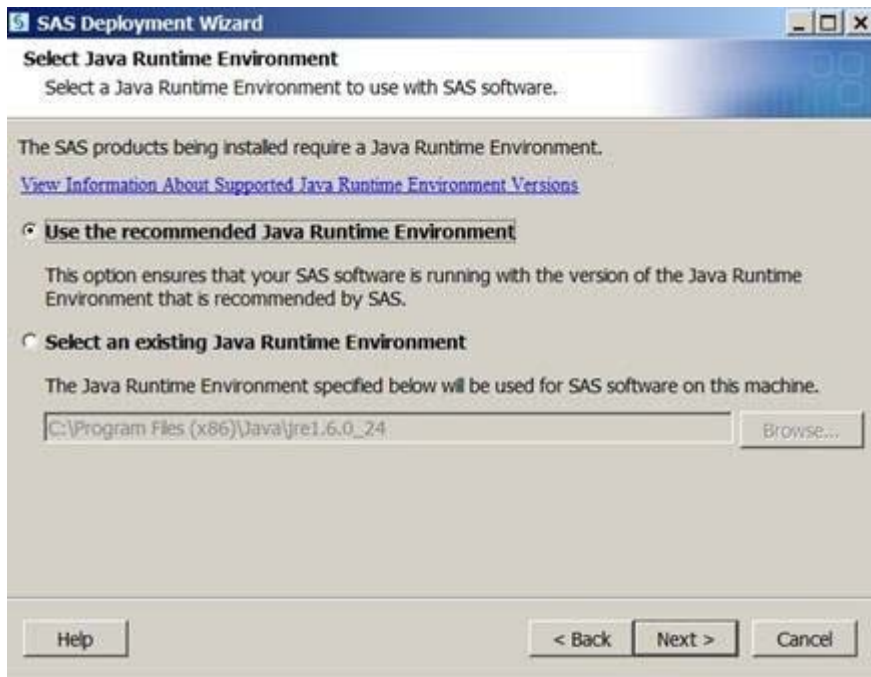 SAS Deployment Wizard
Select Java Runtime Environment
Select a Java Runtime Environment to use with SAS software.
The SAS products being installed require a Java Runtime Environment.
View Information About Supported Java Runtime Environment Versions
Use the recommended Java Runtime Environment
This option ensures that your SAS software is running with the version of the Java Runtime
Environment that is recommended by SAS.
Select an existing Java Runtime Environment
The Java Runtime Environment specified below will be used for SAS software on this machine.
C:\Program Files (x86)\Java\jre1.6.0_24
Browse...
Help
< Back
Next >
Cancel